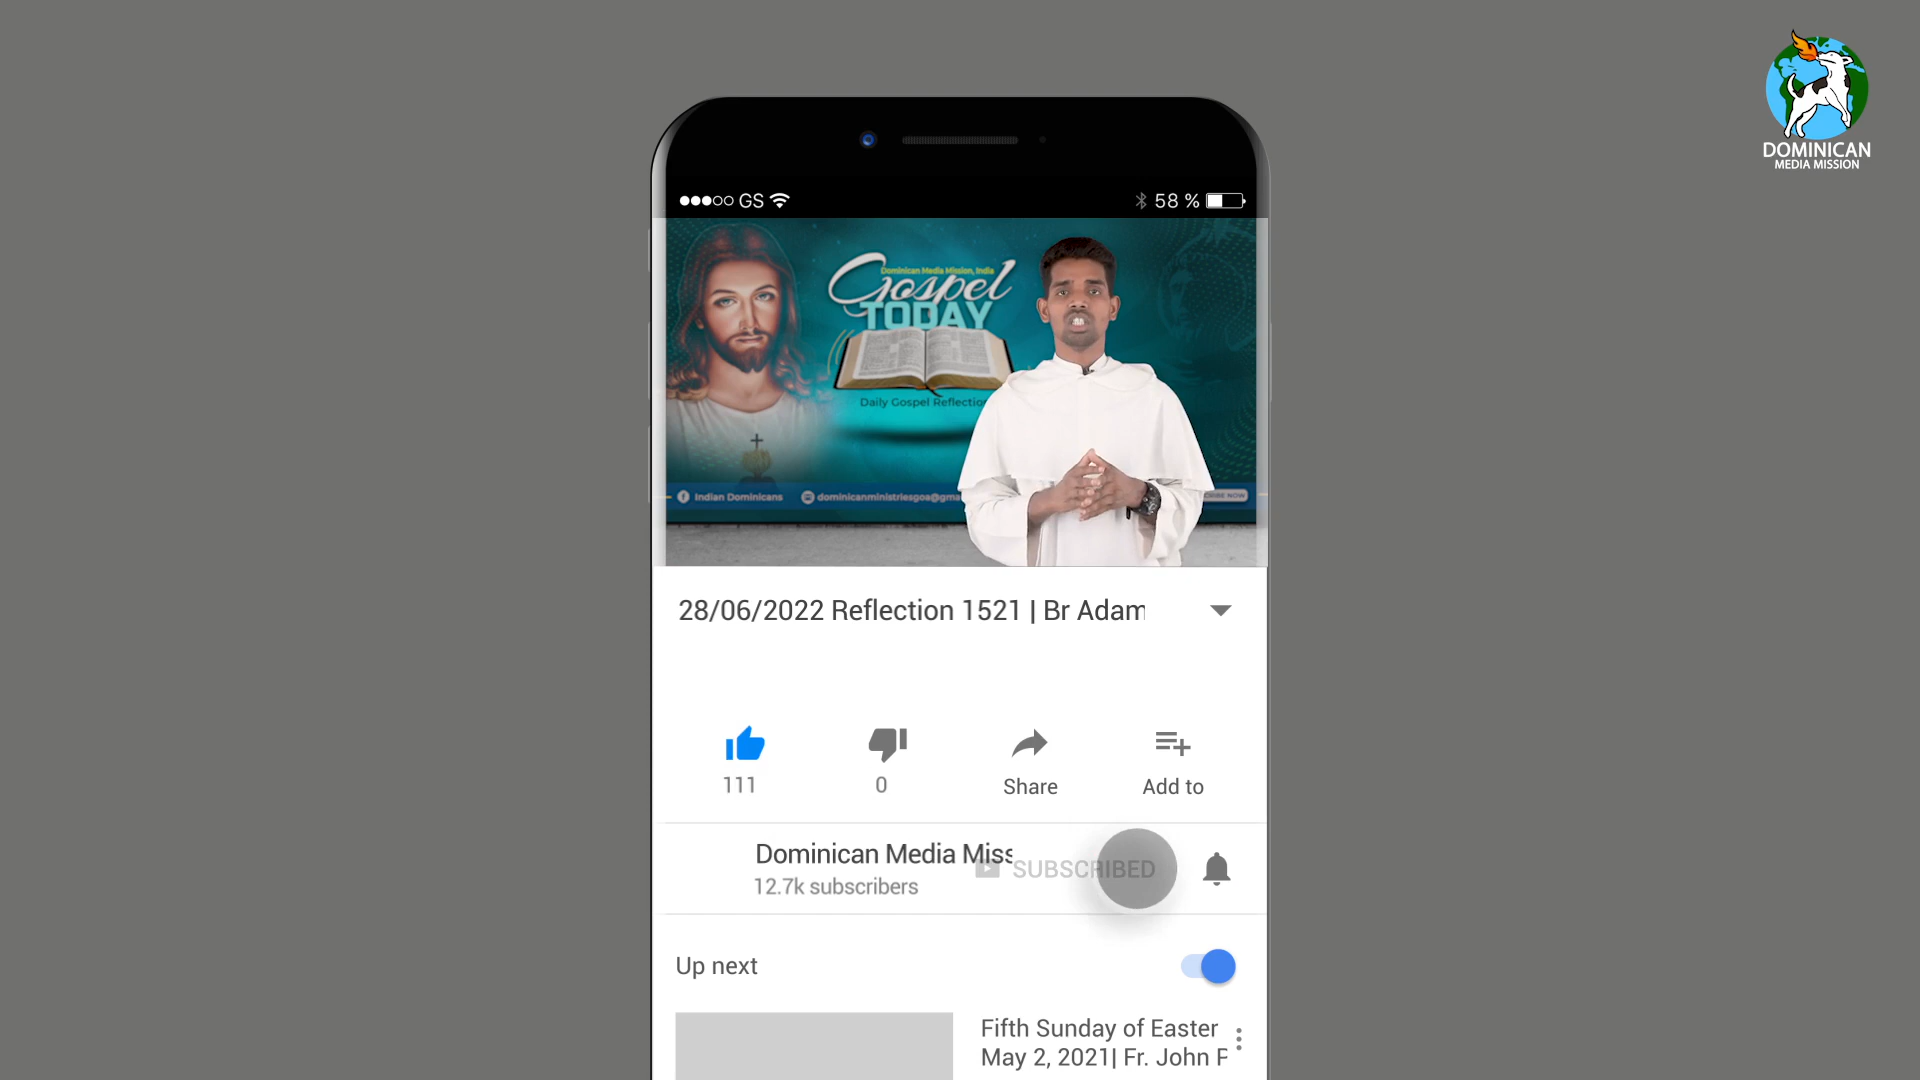 DOMINICAN
MEDIA MISSION
GS
58 %
Dominican Media Mission, India
Gospel
TODAY
Daily Gospel Reflectio
Indian Dominicans
dominicanministriesgoa@gma
CRIBE NOW
28/06/2022 Reflection 1521 | Br Adam
111
0
Share
Add to
Dominican Media Miss
SUBSCRIBED
12.7k subscribers
Up next
Fifth Sunday of Easter
May 2, 2021| Fr. John F